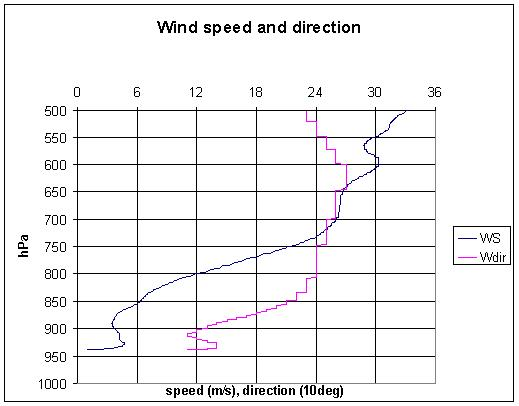 Wind speed and direction
0 6 12 18 24 30 36
500
550
600
650
700
750
800
850
900
950
1000
hPa
WS
Wdir
speed (m/s), direction (10deg)